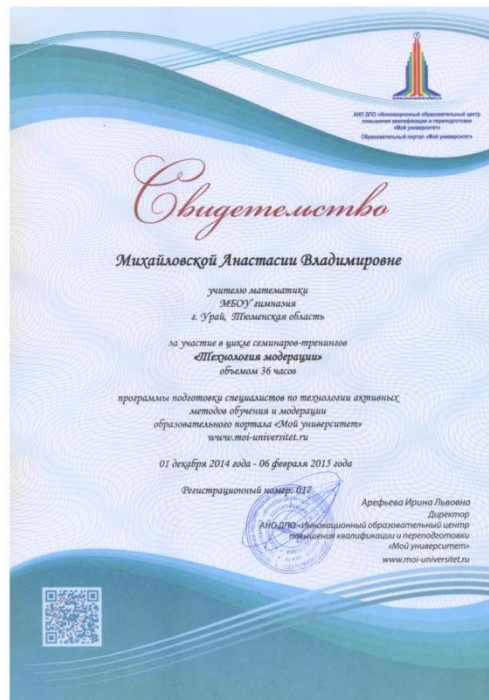 АНО ДПО «Инновационный образовательный центр
повышения квалификации и переподготовки
«Мой университет»
Образовательный портал «Мой университет»
Свидетельство
Михайловской Анастасии Владимировне
учителю математики
МБОУ гимназия
г. Урай, Тюменская область
за участие в цикле семинаров-тренингов
«Технология модерации»
объемом 36 часов
программы подготовки специалистов по технологии активных
методов обучения и модерации
образовательного портала «Мой университет»
www.moi-universitet.ru
01 декабря 2014 года - 06 февраля 2015 года
Регистрационный номер: 017
Арефьева Ирина Львовна
Директор
АНО ДПО «Инновационный образовательный центр
повышения квалификации и переподготовки
«Мой университет»
www.moi-universitet.ru